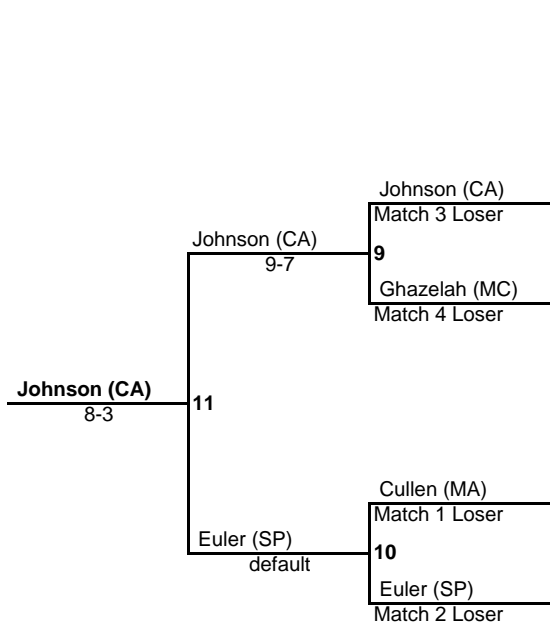 Johnson (CA)
Match 3 Loser
Johnson (CA)
9-7
9
Ghazelah (MC)
Match 4 Loser
Johnson (CA)
8-3
11
Cullen (MA)
Match 1 Loser
Euler (SP)
default
10
Euler (SP)
Match 2 Loser